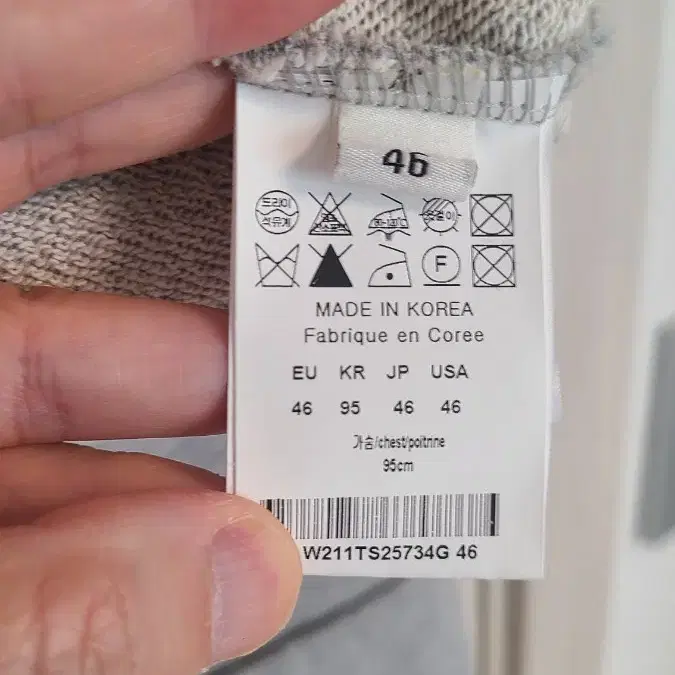 46
드라이
석유계
F
MADE IN KOREA
Fabrique en Coree
EU KR JP USA
46 95 46 46
가슴/chest/poitrine
95cm
W211TS25734G 46